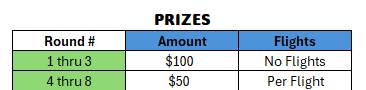 PRIZES
Round # Amount Flights
1 thru 3 $100 No Flights
4 thru 8 $50 Per Flight